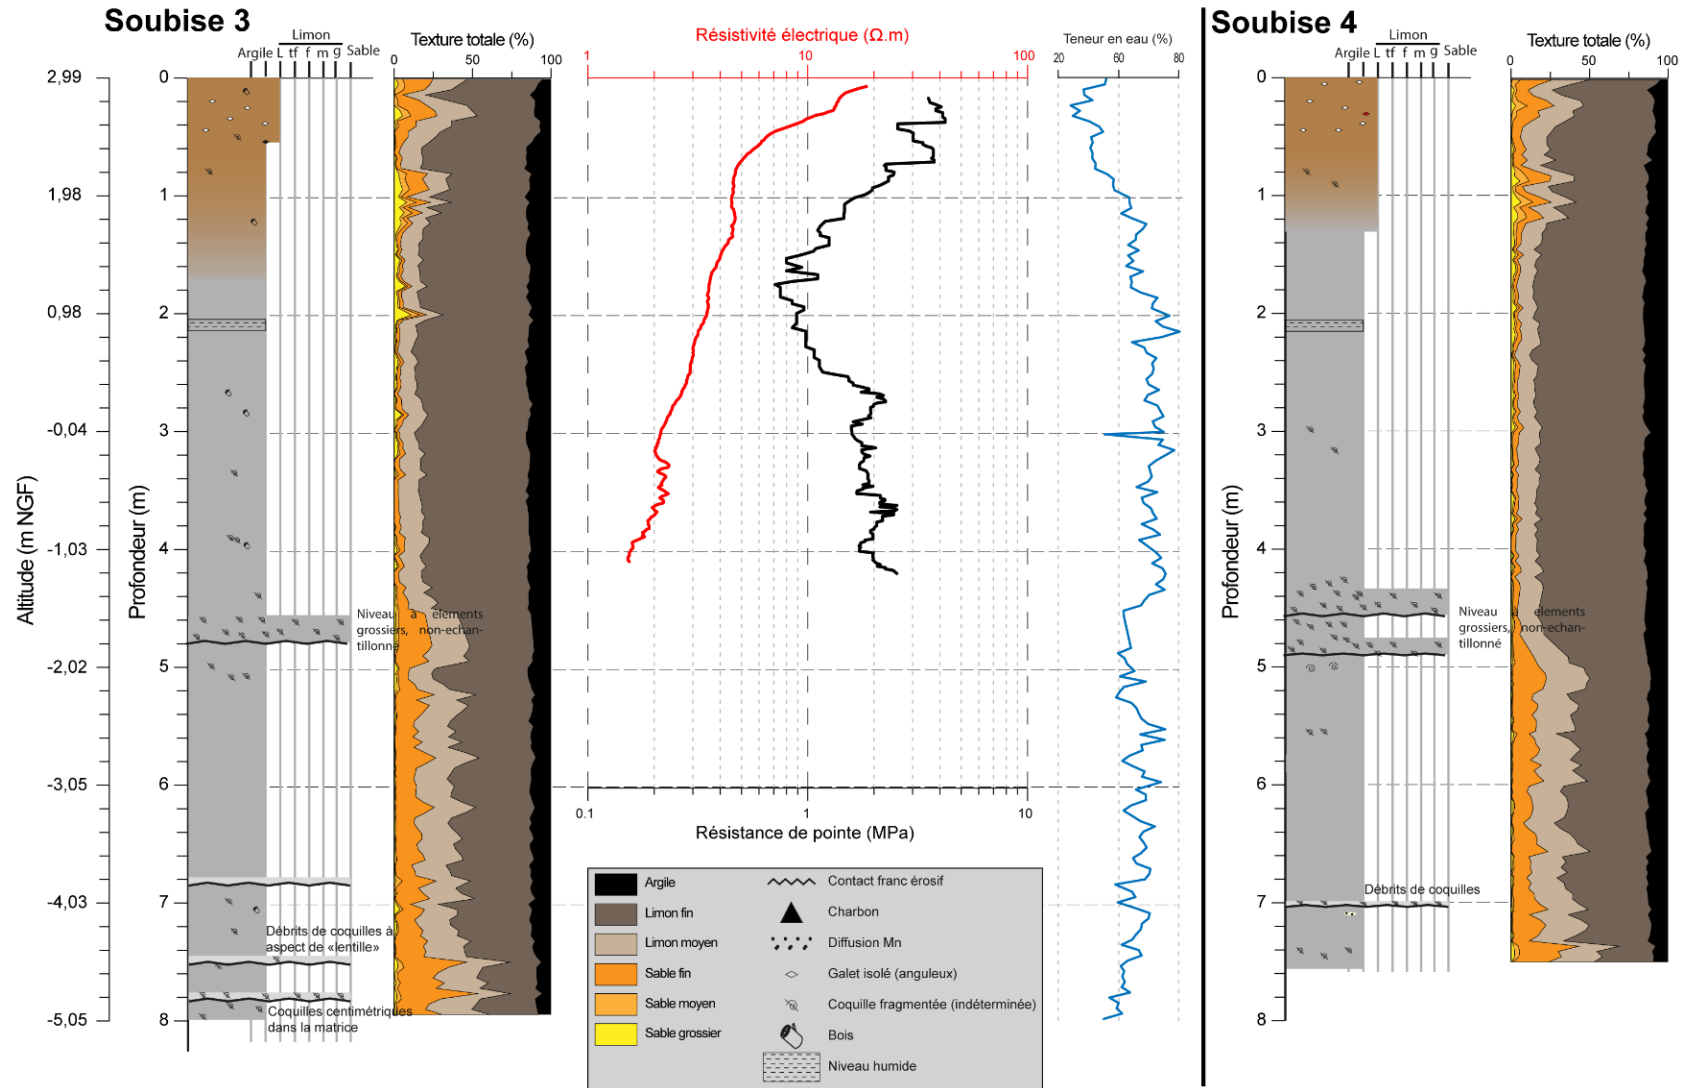 Soubise 3
Limon
Argile L tf f m g Sable
Texture totale (%)
0 50 100
Résistivité électrique (Ω.m)
1 10 100
Teneur en eau (%)
20 60 80
Altitude (m NGF)
2,99
1,98
0,98
-0,04
-1,03
-2,02
-3,05
-4,03
-5,05
Profondeur (m)
0
1
2
3
4
5
6
7
8
Niveau à elements
grossiers, non-echan-
tillonné
Débrits de coquilles à
aspect de «lentille»
Coquilles centimétriques
dans la matrice
0.1 1 10
Résistance de pointe (MPa)
Argile
Limon fin
Limon moyen
Sable fin
Sable moyen
Sable grossier
Contact franc érosif
Charbon
Diffusion Mn
Galet isolé (anguleux)
Coquille fragmentée (indéterminée)
Bois
Niveau humide
Soubise 4
Limon
Argile L tf f m g Sable
Texture totale (%)
0 50 100
Profondeur (m)
0
1
2
3
4
5
6
7
8
Niveau à elements
grossiers, non-echan-
tillonné
Débrits de coquilles